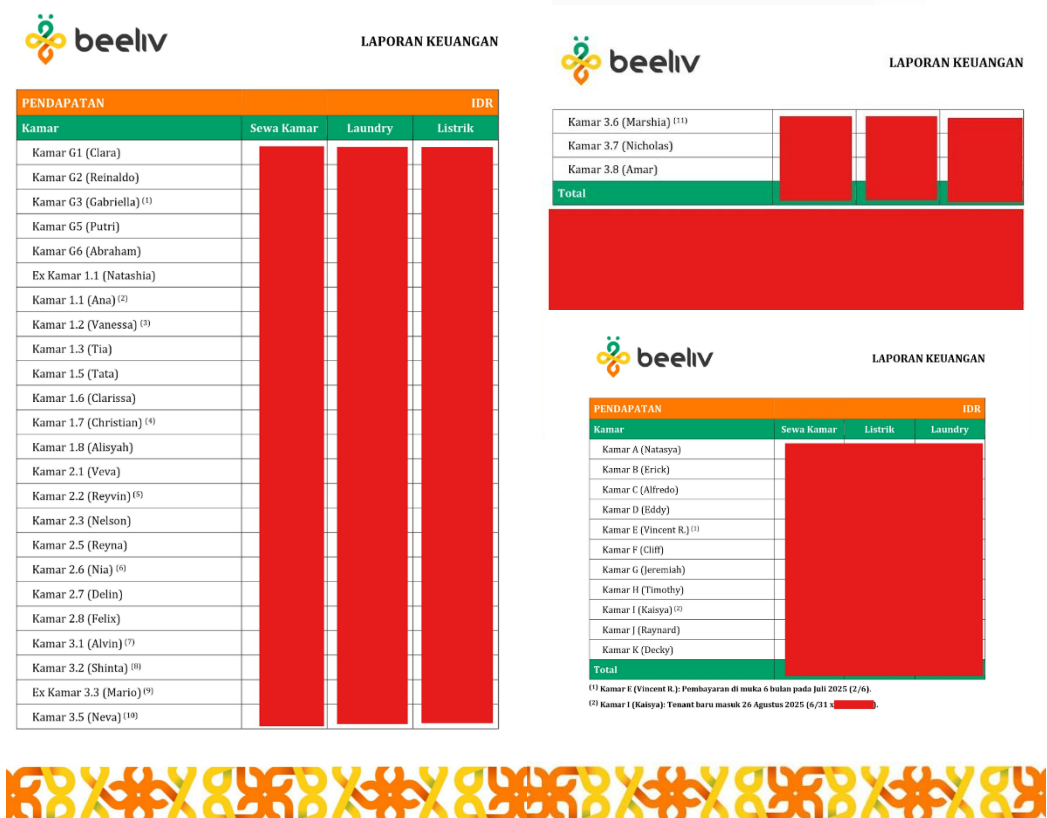 beeliv
LAPORAN KEUANGAN
PENDAPATAN IDR
Kamar Sewa Kamar Laundry Listrik
Kamar G1 (Clara)
Kamar G2 (Reinaldo)
Kamar G3 (Gabriella) (1)
Kamar G5 (Putri)
Kamar G6 (Abraham)
Ex Kamar 1.1 (Natashia)
Kamar 1.1 (Ana) (2)
Kamar 1.2 (Vanessa) (3)
Kamar 1.3 (Tia)
Kamar 1.5 (Tata)
Kamar 1.6 (Clarissa)
Kamar 1.7 (Christian) (4)
Kamar 1.8 (Alisyah)
Kamar 2.1 (Veva)
Kamar 2.2 (Reyvin) (5)
Kamar 2.3 (Nelson)
Kamar 2.5 (Reyna)
Kamar 2.6 (Nia) (6)
Kamar 2.7 (Delin)
Kamar 2.8 (Felix)
Kamar 3.1 (Alvin) (7)
Kamar 3.2 (Shinta) (8)
Ex Kamar 3.3 (Mario) (9)
Kamar 3.5 (Neva) (10)
beeliv
LAPORAN KEUANGAN
Kamar 3.6 (Marshia) (11)
Kamar 3.7 (Nicholas)
Kamar 3.8 (Amar)
Total
beeliv
LAPORAN KEUANGAN
PENDAPATAN IDR
Kamar Sewa Kamar Listrik Laundry
Kamar A (Natasya)
Kamar B (Erick)
Kamar C (Alfredo)
Kamar D (Eddy)
Kamar E (Vincent R.) (1)
Kamar F (Cliff)
Kamar G (Jeremiah)
Kamar H (Timothy)
Kamar I (Kaisya) (2)
Kamar J (Raynard)
Kamar K (Decky)
Total
(1) Kamar E (Vincent R.): Pembayaran di muka 6 bulan pada Juli 2025 (2/6).
(2) Kamar I (Kaisya): Tenant baru masuk 26 Agustus 2025 (6/31 x ).